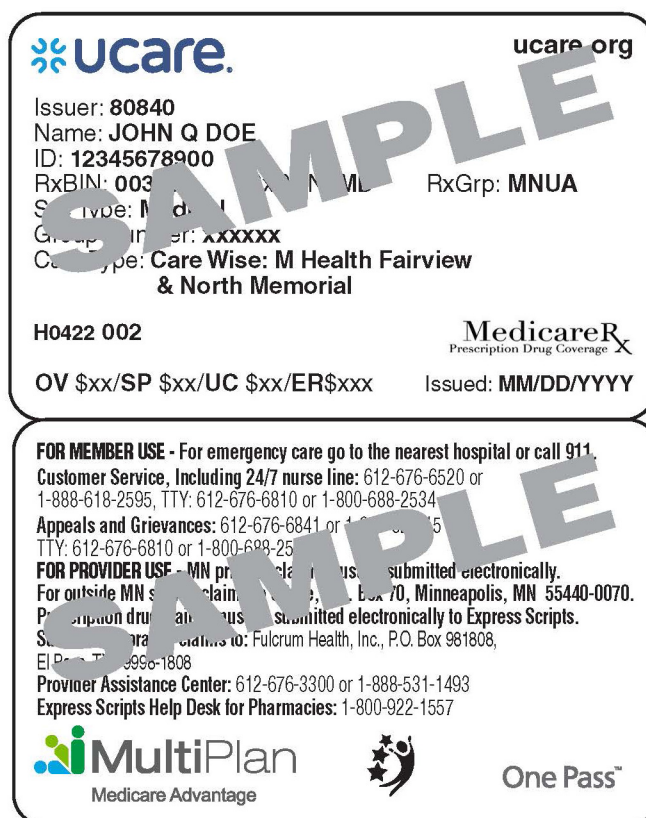 ucare. ucare.org
Issuer: 80840
Name: JOHN Q DOE
ID: 12345678900
RxBIN: 003 RxGrp: MNUA
xxxxxx
Care Wise: M Health Fairview
& North Memorial
H0422 002
MedicareRx
Prescription Drug Coverage
OV $xx/SP $xx/UC $xx/ER$xxx Issued: MM/DD/YYYY
SAMPLE
FOR MEMBER USE - For emergency care go to the nearest hospital or call 911.
Customer Service, Including 24/7 nurse line: 612-676-6520 or
1-888-618-2595, TTY: 612-676-6810 or 1-800-688-2534
Appeals and Grievances: 612-676-6841 or
TTY: 612-676-6810 or
FOR PROVIDER USE - MN submitted electronically.
For outside MN Box 70, Minneapolis, MN 55440-0070.
submitted electronically to Express Scripts.
to: Fulcrum Health, Inc., P.O. Box 981808,
Provider Assistance Center: 612-676-3300 or 1-888-531-1493
Express Scripts Help Desk for Pharmacies: 1-800-922-1557
SAMPLE
MultiPlan
Medicare Advantage
One Pass™